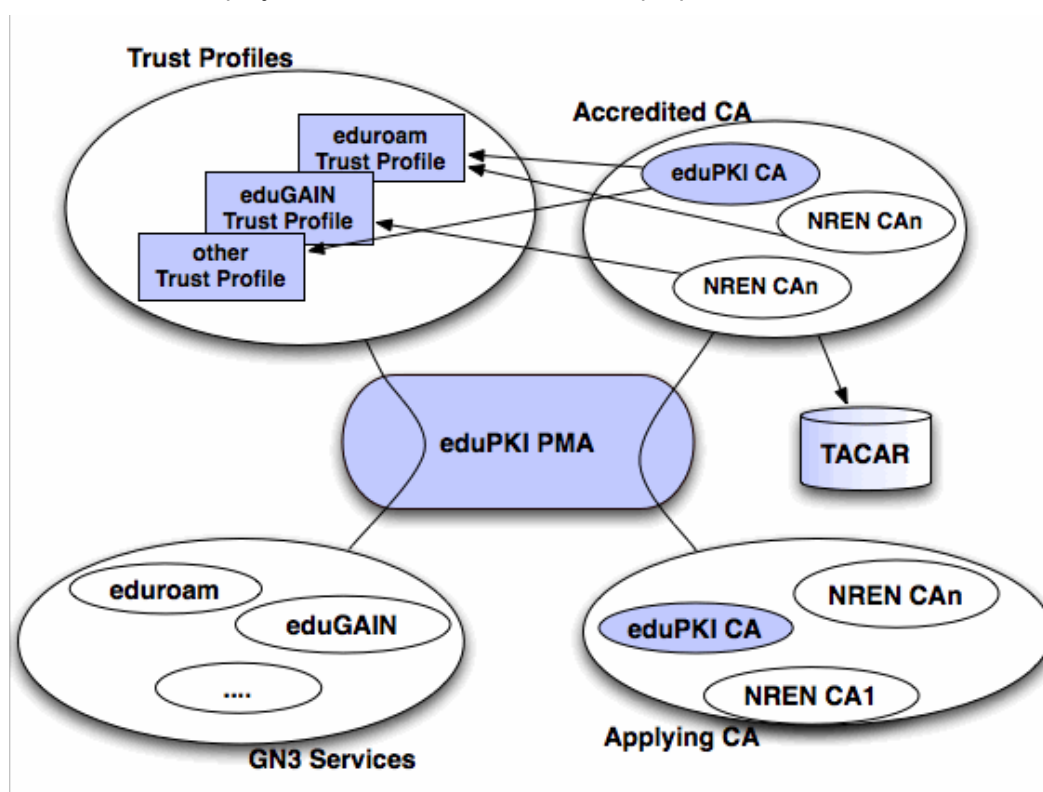 Trust Profiles
eduroam
Trust Profile
eduGAIN
Trust Profile
other
Trust Profile
Accredited CA
eduPKI CA
NREN CAn
NREN CAn
eduPKI PMA
TACAR
eduroam
eduGAIN
....
GN3 Services
NREN CAn
eduPKI CA
NREN CA1
Applying CA